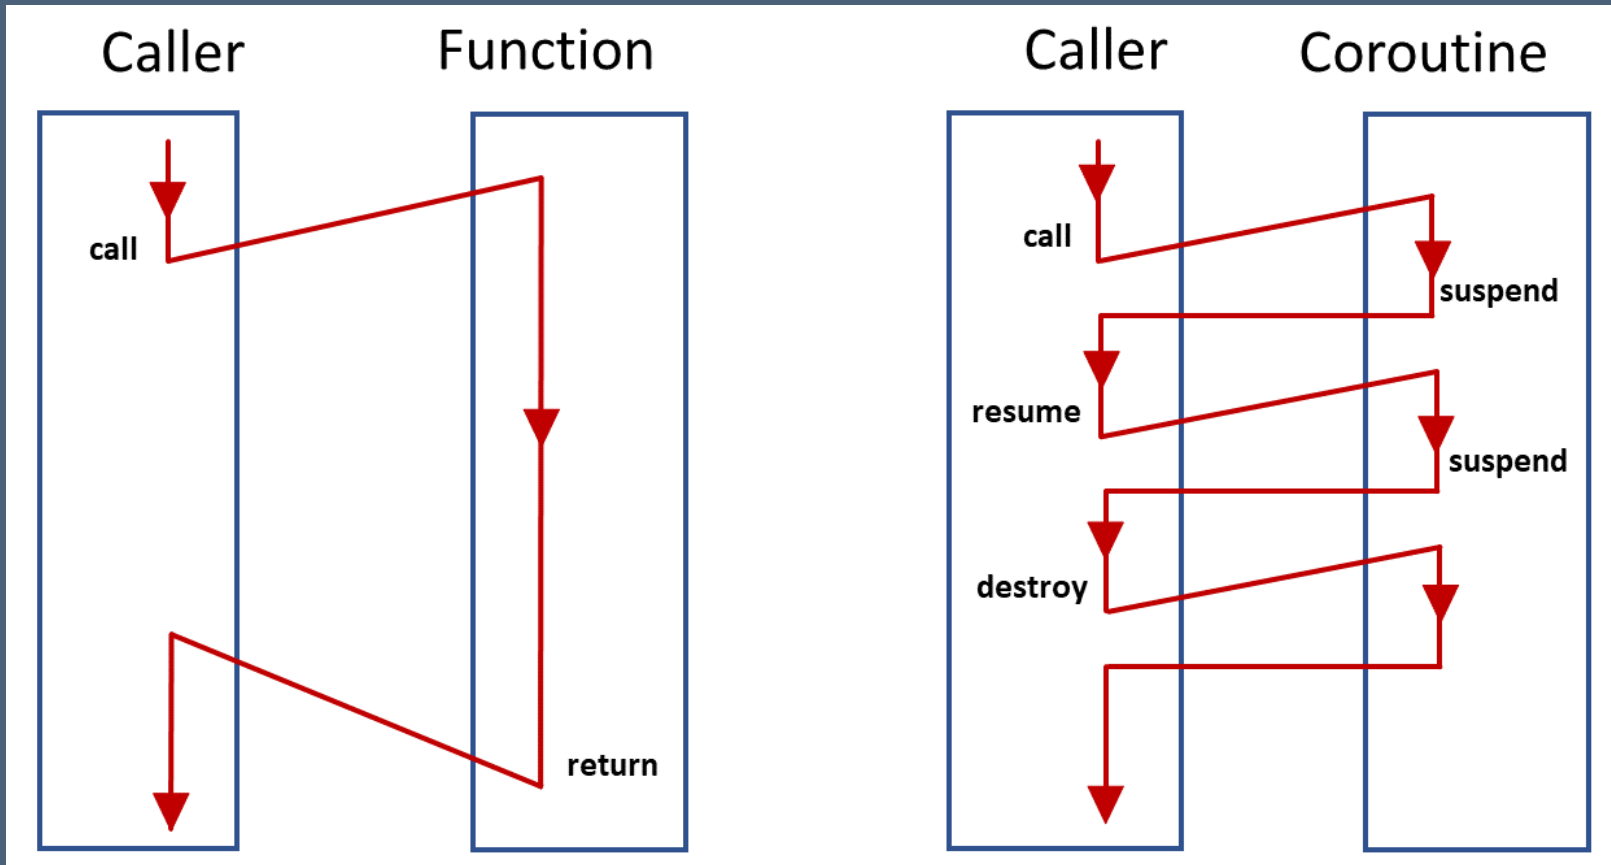 Caller
Function
call
return
Caller
Coroutine
call
suspend
resume
suspend
destroy